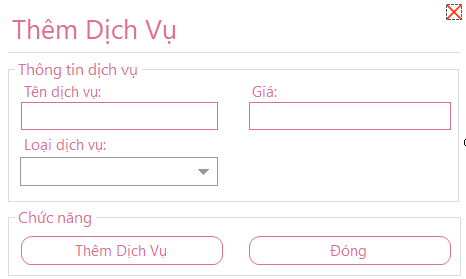 Thêm Dịch Vụ
Thông tin dịch vụ
Tên dịch vụ:
Giá:
Loại dịch vụ:
Chức năng
Thêm Dịch Vụ
Đóng